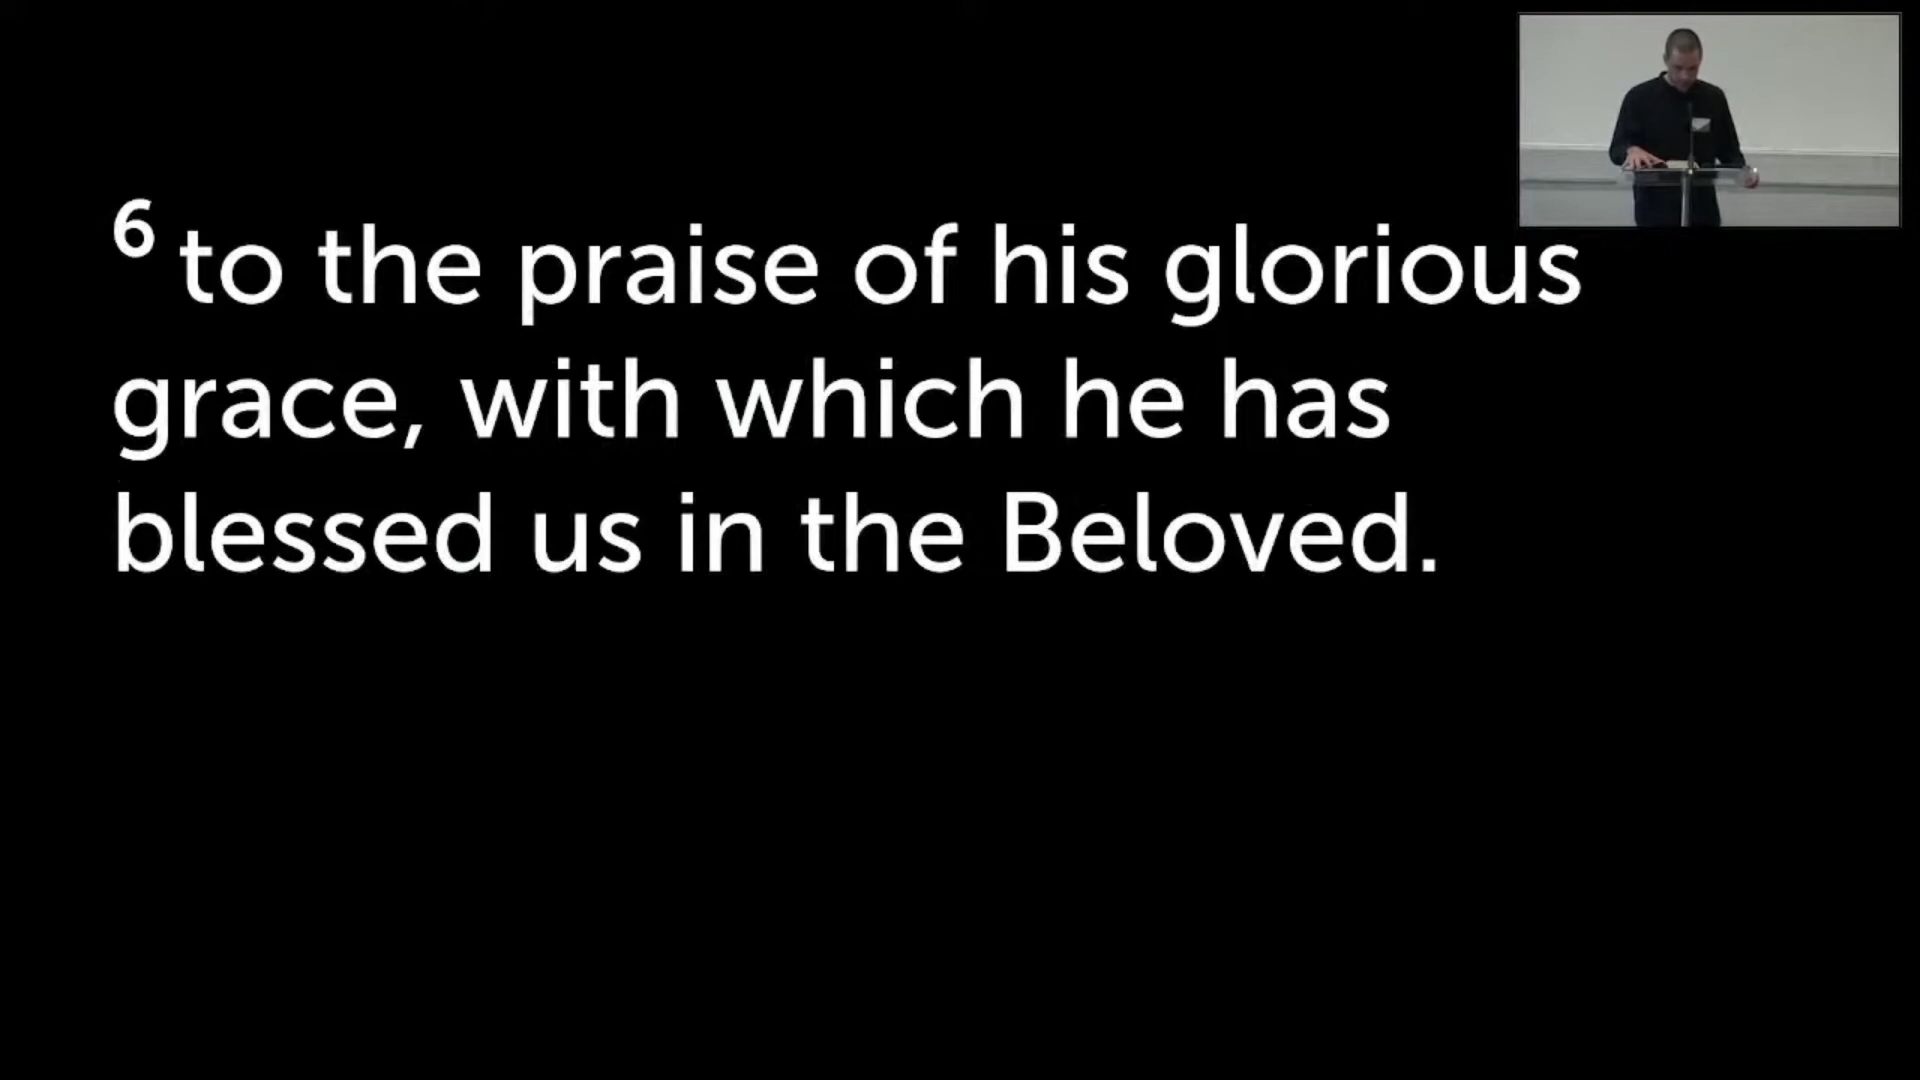 6 to the praise of his glorious
grace, with which he has
blessed us in the Beloved.